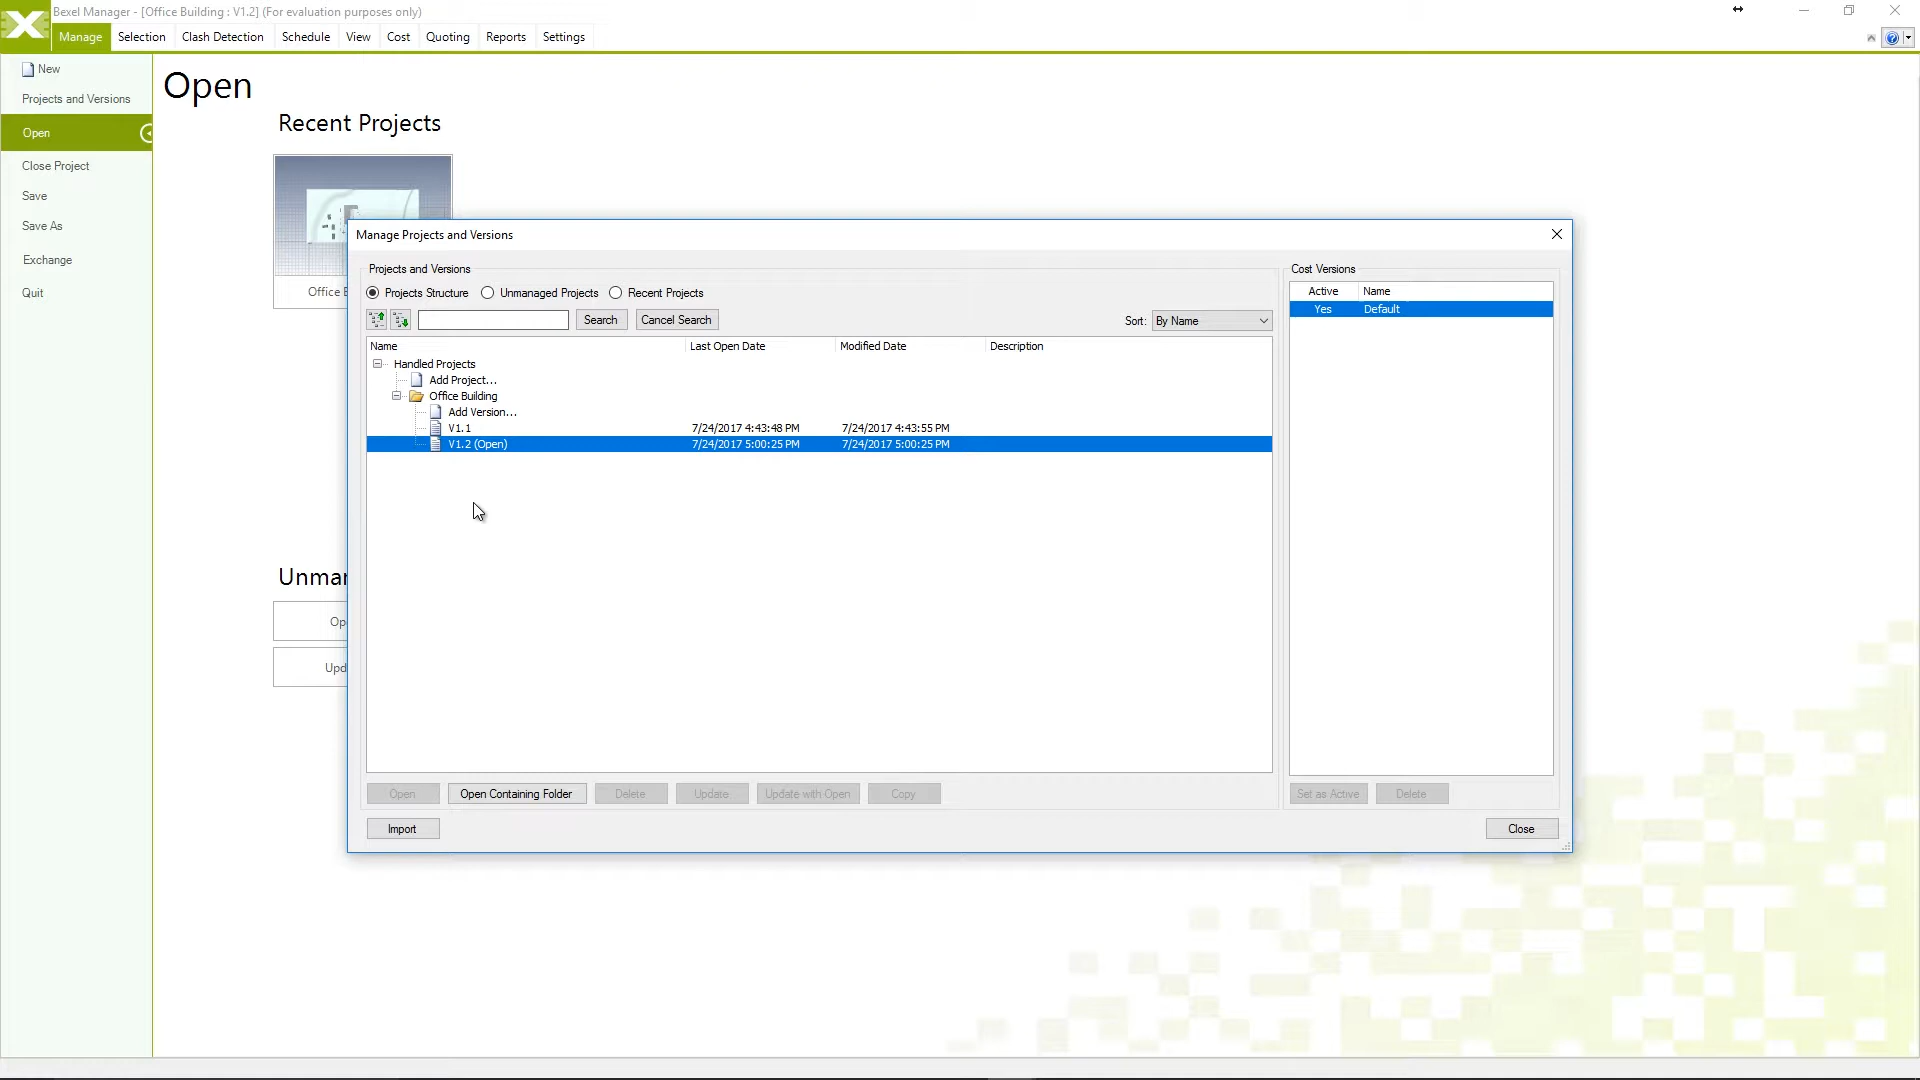 Bexel Manager - [Office Building : V1.2] (For evaluation purposes only)
Manage Selection Clash Detection Schedule View Cost Quoting Reports Settings
New
Projects and Versions
Open
Close Project
Save
Save As
Exchange
Quit
Open
Recent Projects
Office
Manage Projects and Versions
Projects and Versions
Projects Structure Unmanaged Projects Recent Projects
Search Cancel Search Sort: By Name
Name Last Open Date Modified Date Description
Handled Projects
Add Project...
Office Building
Add Version...
V1.1 7/24/2017 4:43:48 PM 7/24/2017 4:43:55 PM
V1.2 (Open) 7/24/2017 5:00:25 PM 7/24/2017 5:00:25 PM
Open Open Containing Folder Delete Update Update with Open Copy
Import
Cost Versions
Active Name
Yes Default
Set as Active Delete
Close
Unma
Op
Upd